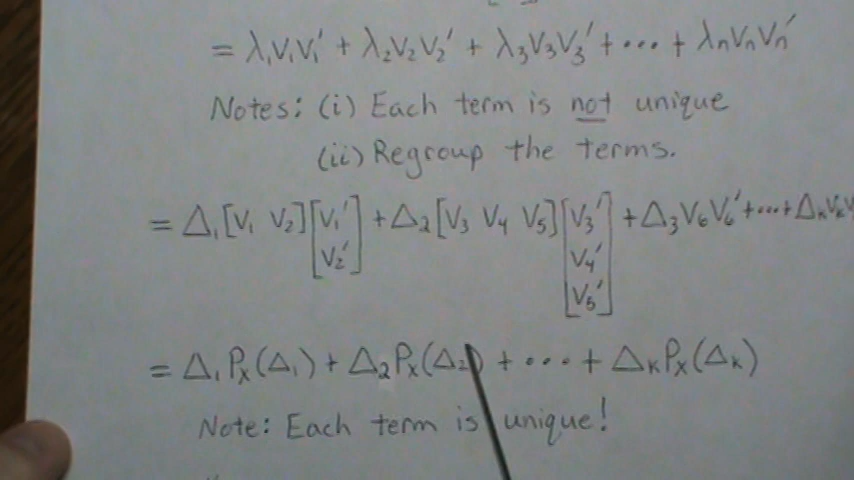 = λ₁V₁V₁' + λ₂V₂V₂' + λ₃V₃V₃' + ··· + λₙVₙVₙ'
Notes: (i) Each term is not unique
(ii) Regroup the terms.
= Δ₁[V₁ V₂][V₁' V₂'] + Δ₂[V₃ V₄ V₅][V₃' V₄' V₅'] + Δ₃V₆V₆' + ··· + Δₖ
= Δ₁Pₓ(Δ₁) + Δ₂Pₓ(Δ₂) + ··· + ΔₖPₓ(Δₖ)
Note: Each term is unique!